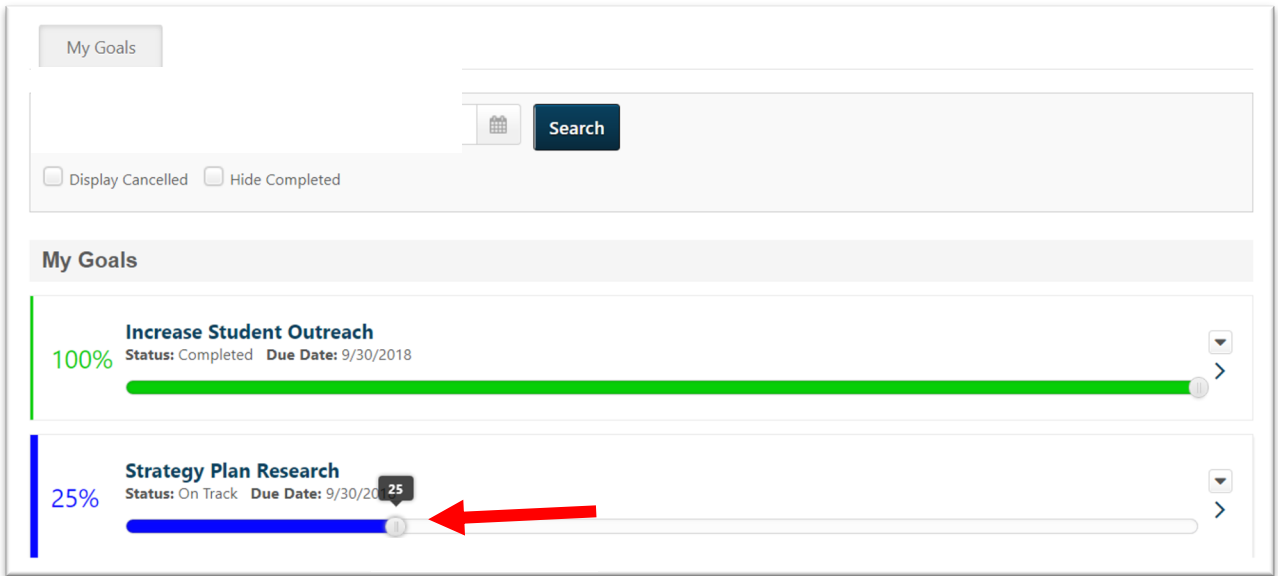 My Goals
Search
Display Cancelled Hide Completed
My Goals
Increase Student Outreach
100%
Status: Completed Due Date: 9/30/2018
Strategy Plan Research
25
25%
Status: On Track Due Date: 9/30/20